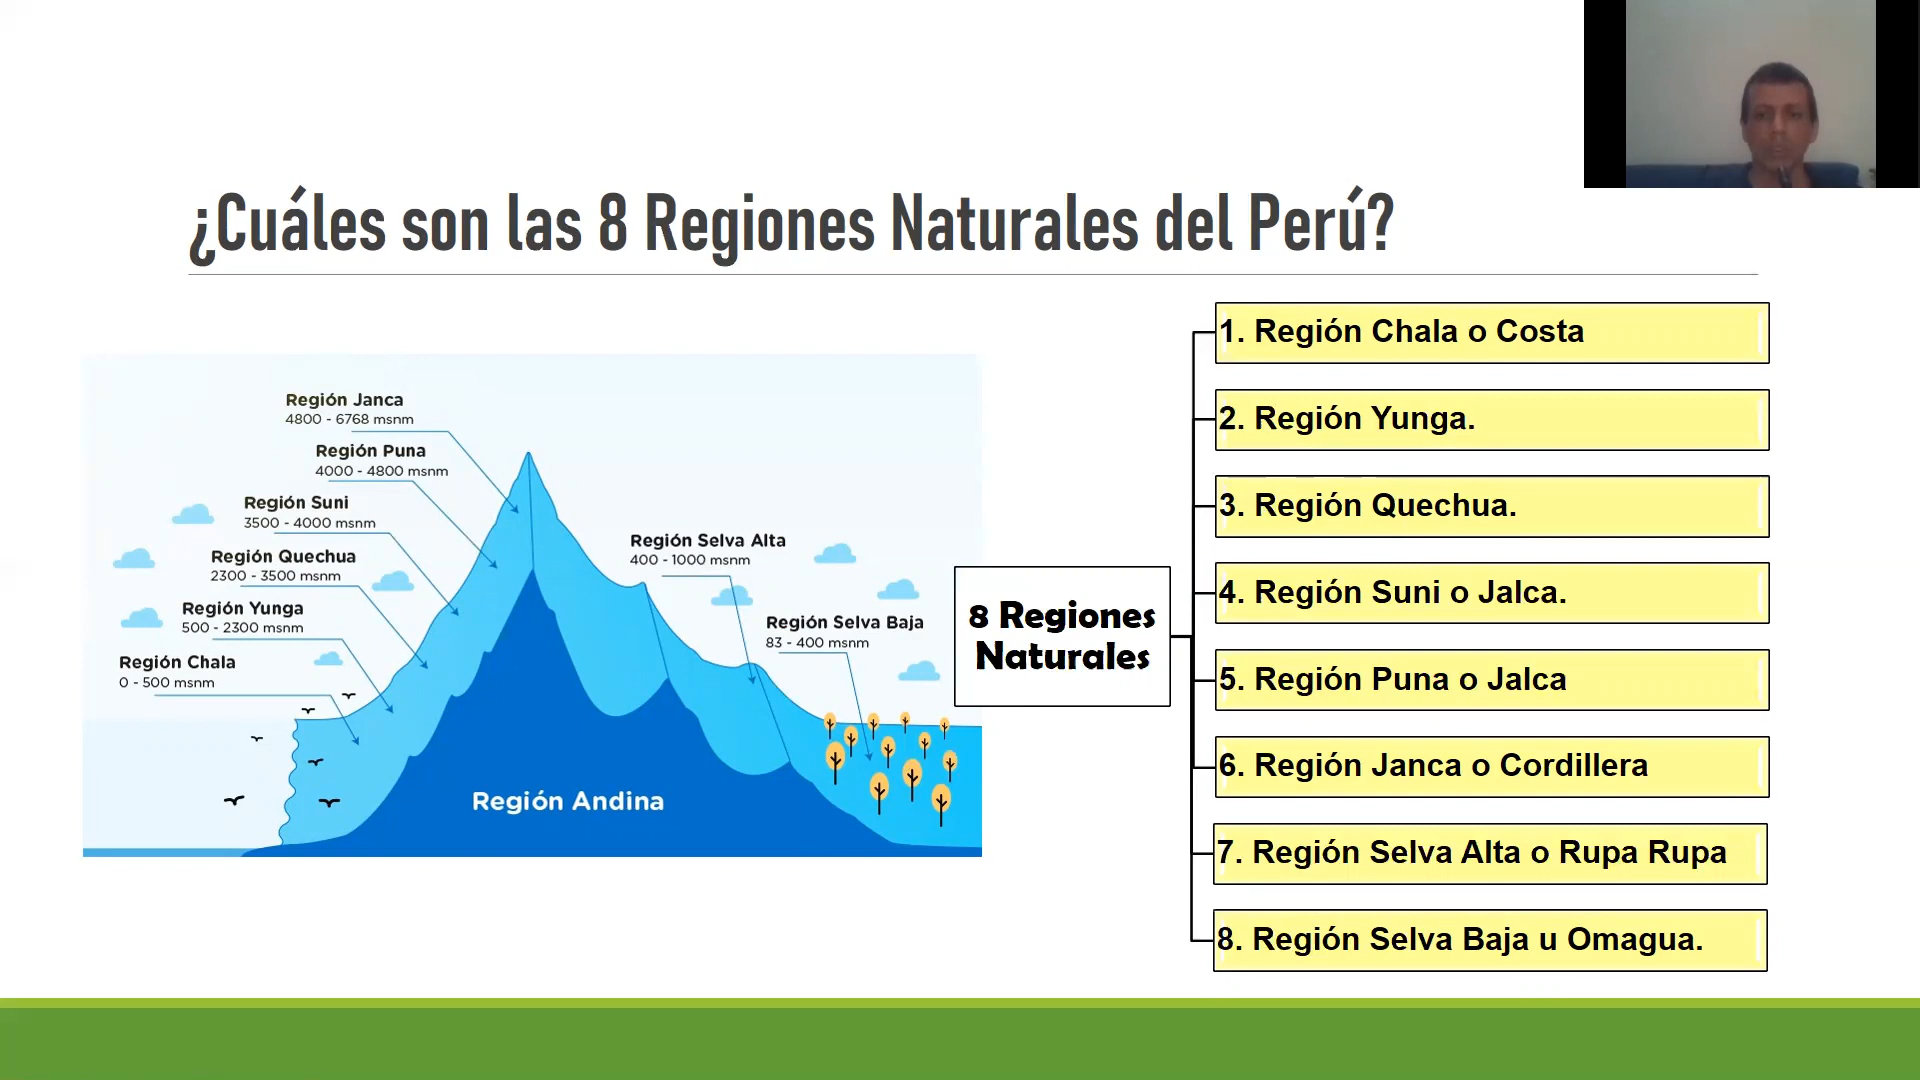 ¿Cuáles son las 8 Regiones Naturales del Perú?
Región Janca
4800 - 6768 msnm
Región Puna
4000 - 4800 msnm
Región Suni
3500 - 4000 msnm
Región Quechua
2300 - 3500 msnm
Región Yunga
500 - 2300 msnm
Región Chala
0 - 500 msnm
Región Selva Alta
400 - 1000 msnm
Región Selva Baja
83 - 400 msnm
Región Andina
8 Regiones
Naturales
1. Región Chala o Costa
2. Región Yunga.
3. Región Quechua.
4. Región Suni o Jalca.
5. Región Puna o Jalca
6. Región Janca o Cordillera
7. Región Selva Alta o Rupa Rupa
8. Región Selva Baja u Omagua.